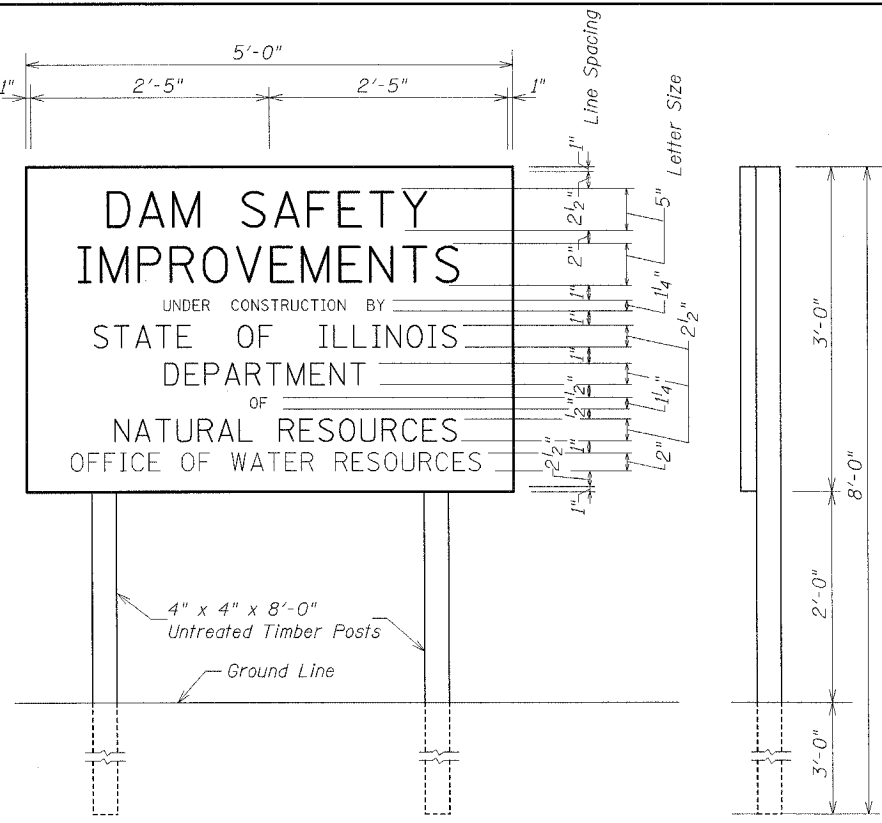 5'-0"
1" 2'-5" 2'-5" 1"
Line Spacing
Letter Size
DAM SAFETY
IMPROVEMENTS
UNDER CONSTRUCTION BY
STATE OF ILLINOIS
DEPARTMENT
OF
NATURAL RESOURCES
OFFICE OF WATER RESOURCES
1"
2½"
2"
1"
1"
1"
½"
½"
1"
2½"
1"
5"
1¼"
2½"
1¼"
2"
4" x 4" x 8'-0"
Untreated Timber Posts
Ground Line
3'-0"
2'-0"
3'-0"
8'-0"